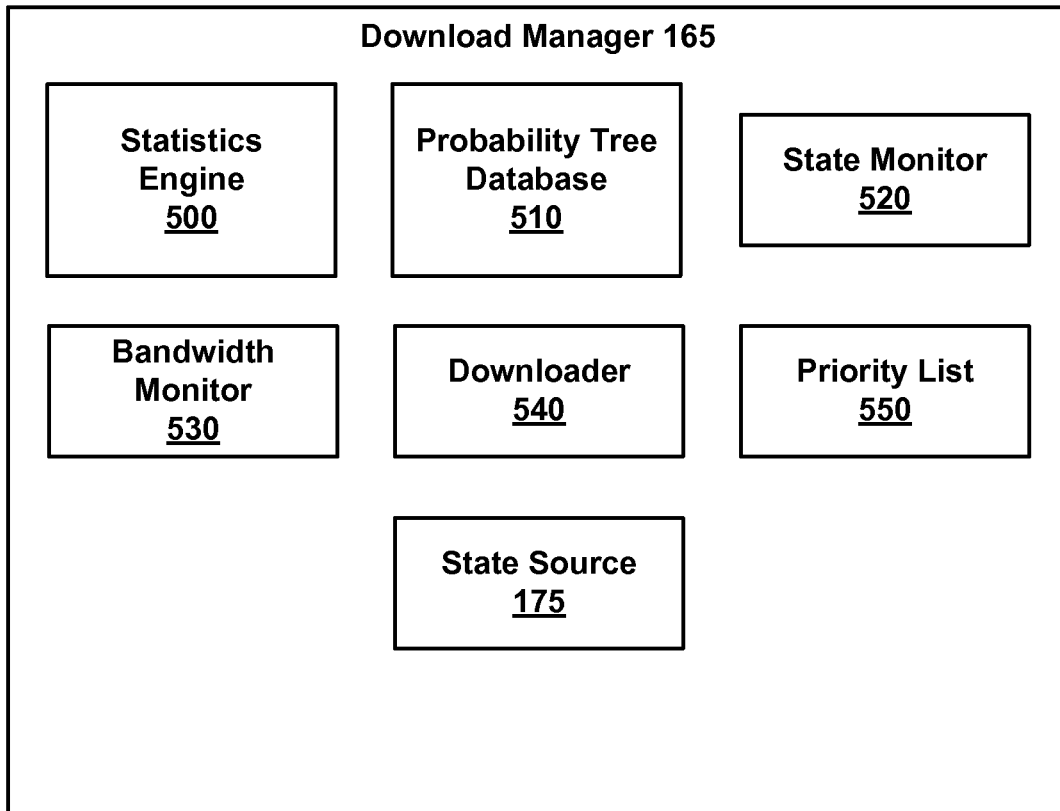 Download Manager 165
Statistics
Engine
500
Probability Tree
Database
510
State Monitor
520
Bandwidth
Monitor
530
Downloader
540
Priority List
550
State Source
175